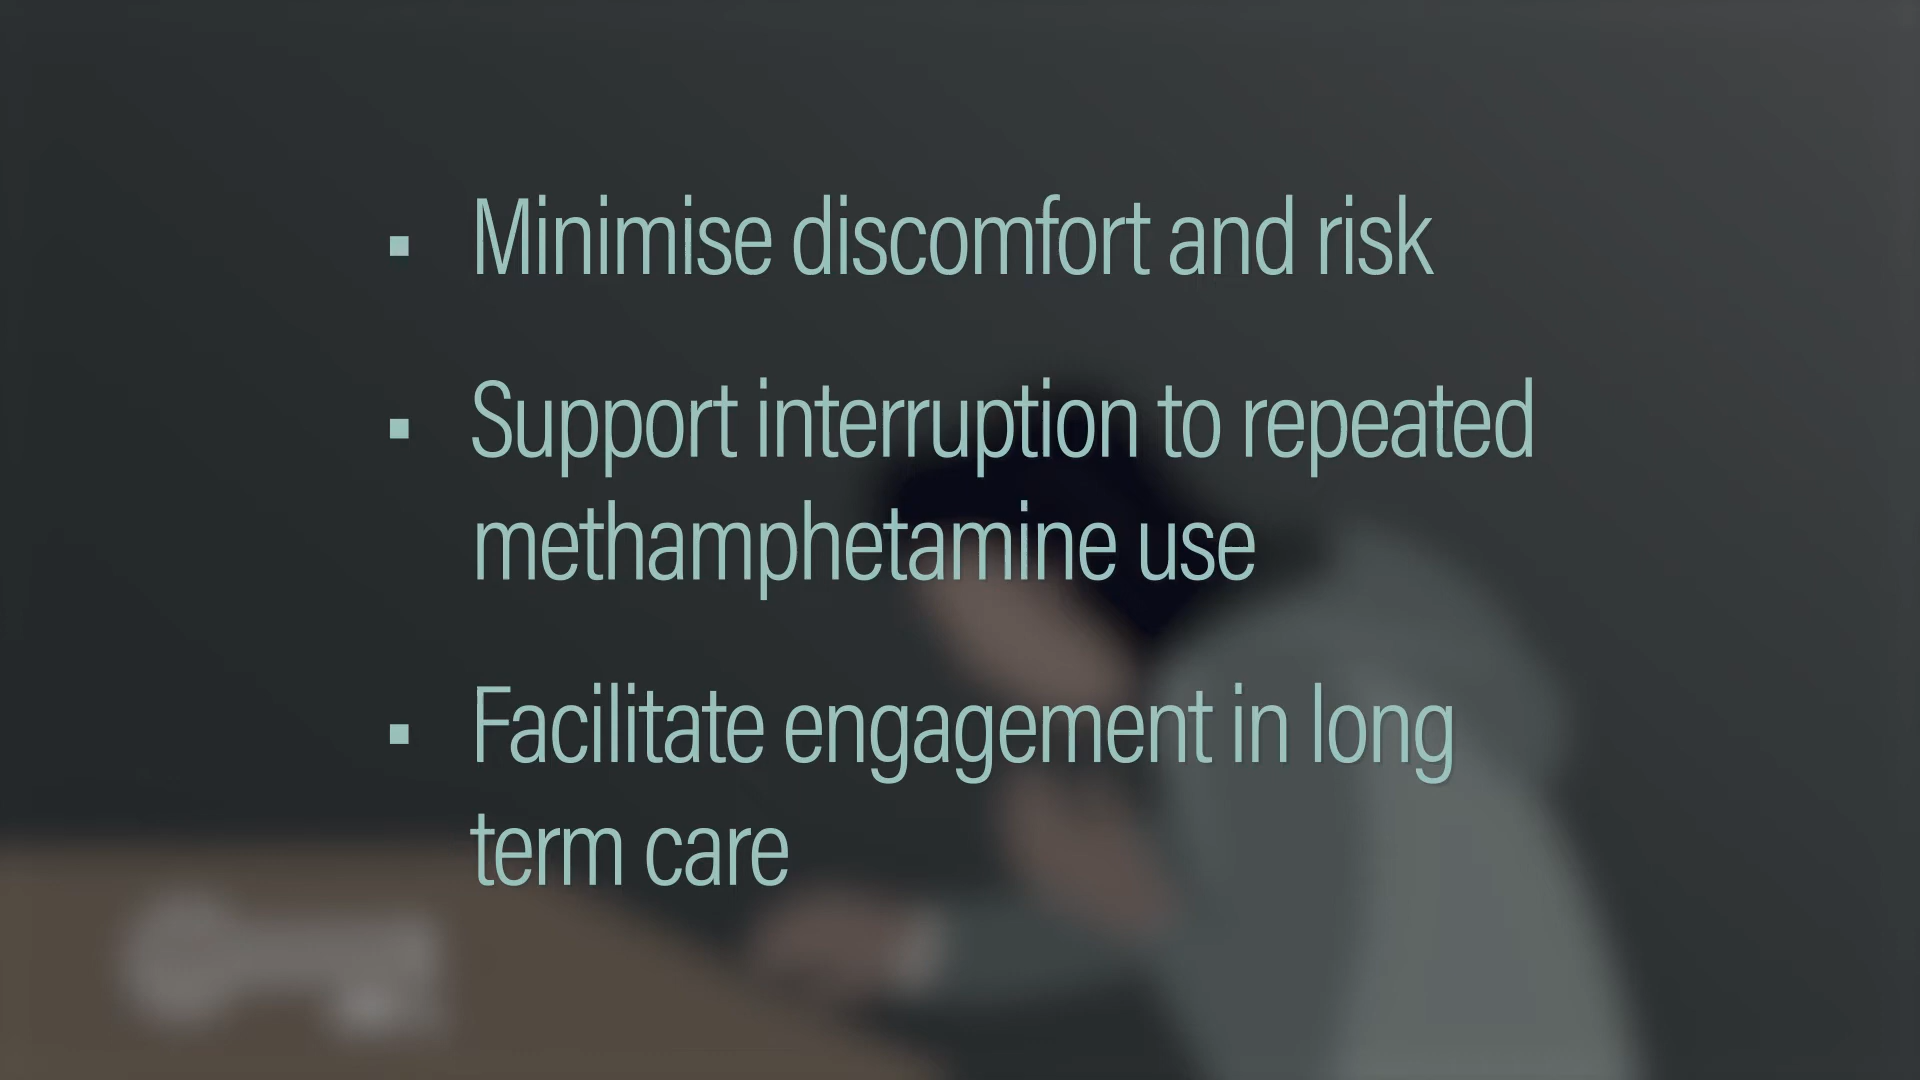 ▪ Minimise discomfort and risk
▪ Support interruption to repeated
methamphetamine use
▪ Facilitate engagement in long
term care